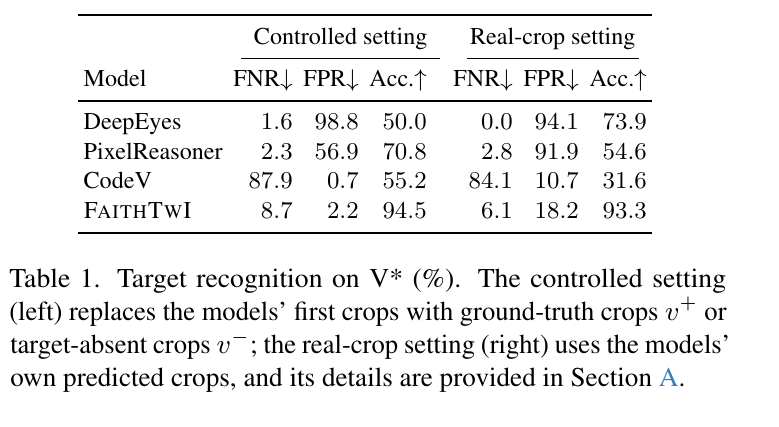 Controlled setting Real-crop setting
Model FNR↓ FPR↓ Acc.↑ FNR↓ FPR↓ Acc.↑
DeepEyes 1.6 98.8 50.0 0.0 94.1 73.9
PixelReasoner 2.3 56.9 70.8 2.8 91.9 54.6
CodeV 87.9 0.7 55.2 84.1 10.7 31.6
FAITHTWI 8.7 2.2 94.5 6.1 18.2 93.3
Table 1. Target recognition on V* (%). The controlled setting
(left) replaces the models’ first crops with ground-truth crops v⁺ or
target-absent crops v⁻; the real-crop setting (right) uses the models’
own predicted crops, and its details are provided in Section A.